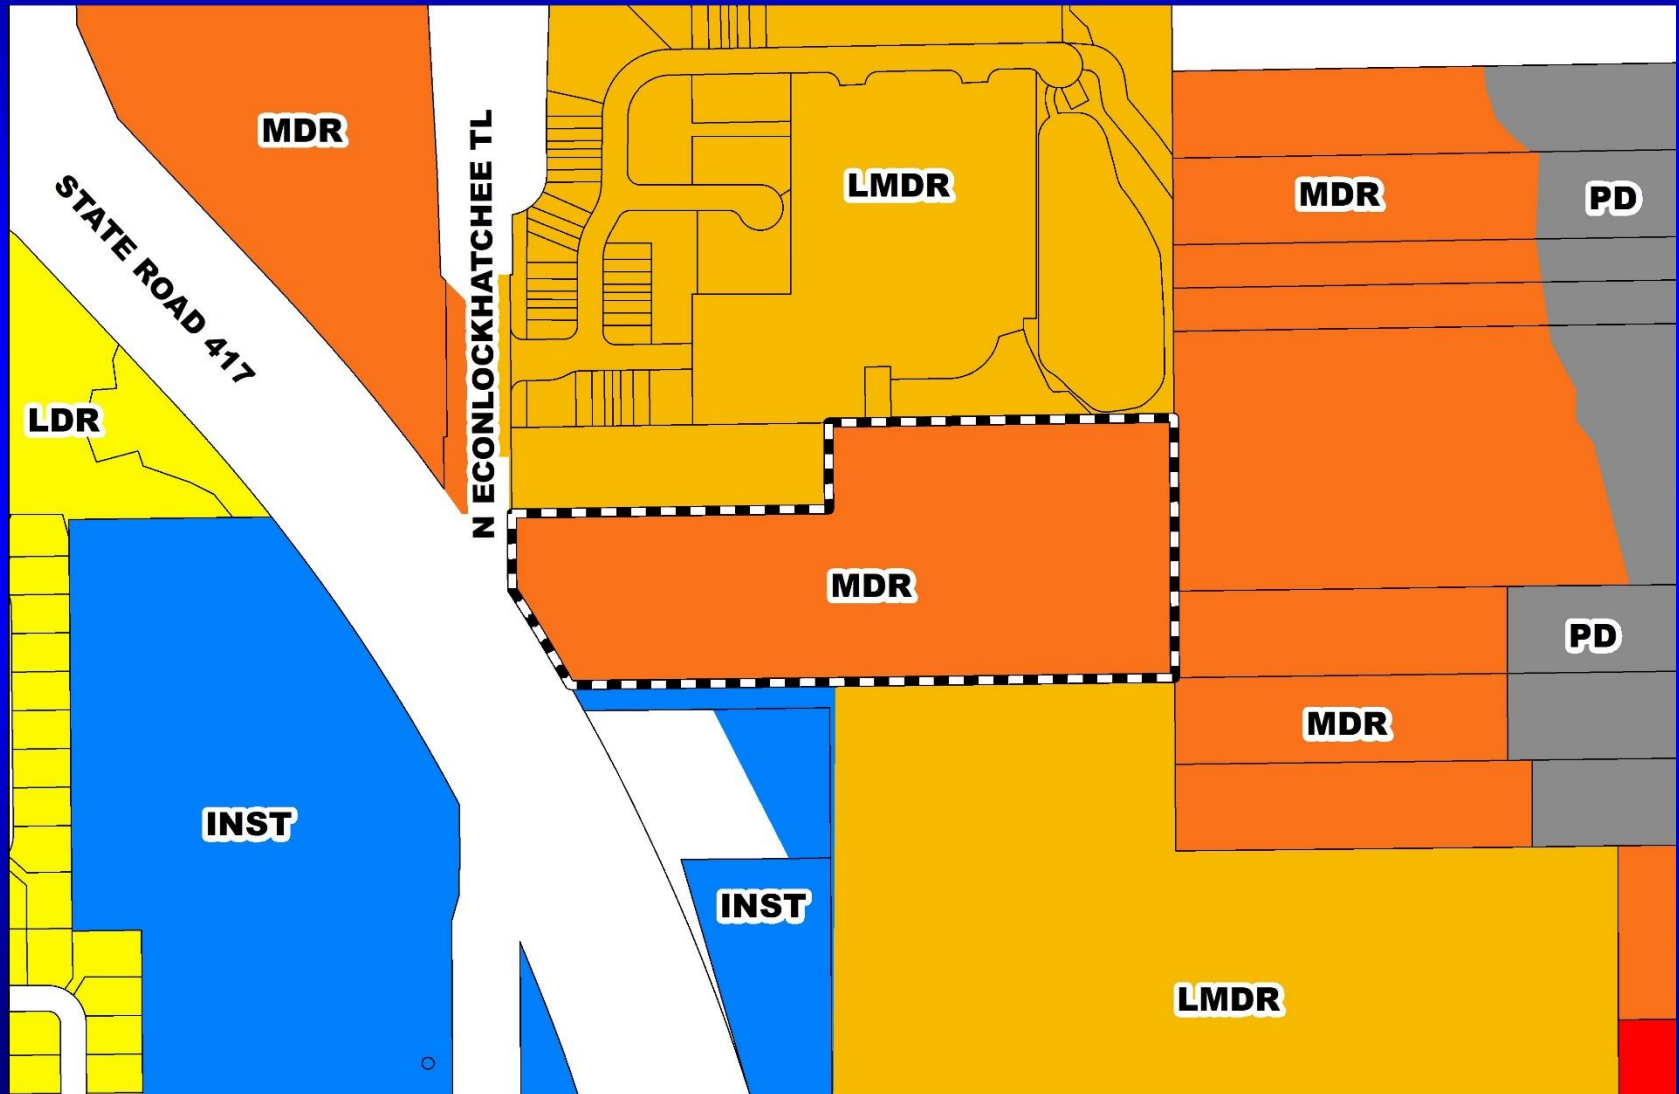 MDR
N ECONLOCKHATCHEE TL
LMDR
MDR
PD
STATE ROAD 417
LDR
MDR
PD
MDR
INST
INST
LMDR